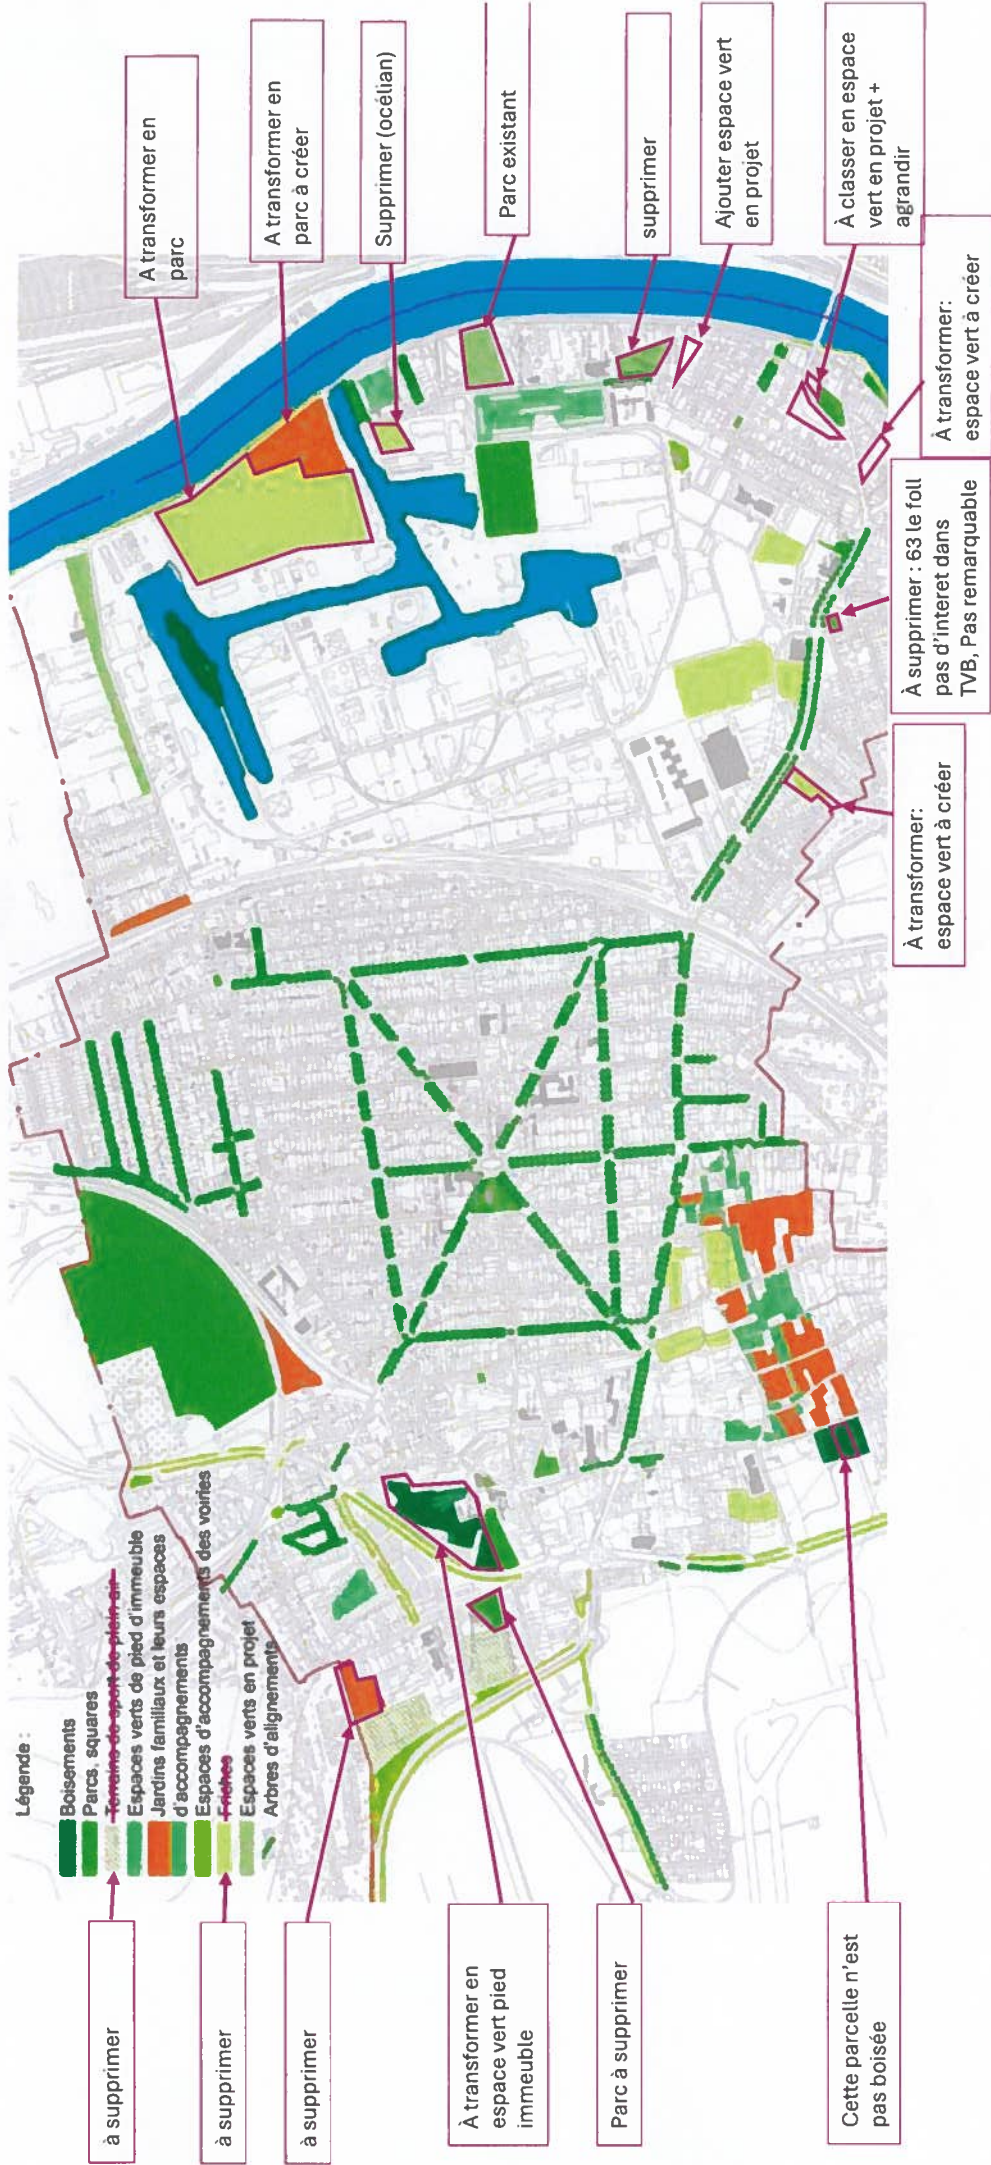 Légende :
Boisements
Parcs, squares
Terrains de sport de plein air
Espaces verts de pied d'immeuble
Jardins familiaux et leurs espaces
d'accompagnements
Espaces d'accompagnements des voiries
Friches
Espaces verts en projet
Arbres d'alignements
à supprimer
à supprimer
à supprimer
À transformer en
espace vert pied
immeuble
Parc à supprimer
Cette parcelle n'est
pas boisée
A transformer en
parc
A transformer en
parc à créer
Supprimer (océlian)
Parc existant
supprimer
Ajouter espace vert
en projet
À classer en espace
vert en projet +
agrandir
À transformer:
espace vert à créer
À supprimer : 63 le foll
pas d'interet dans
TVB, Pas remarquable
À transformer:
espace vert à créer